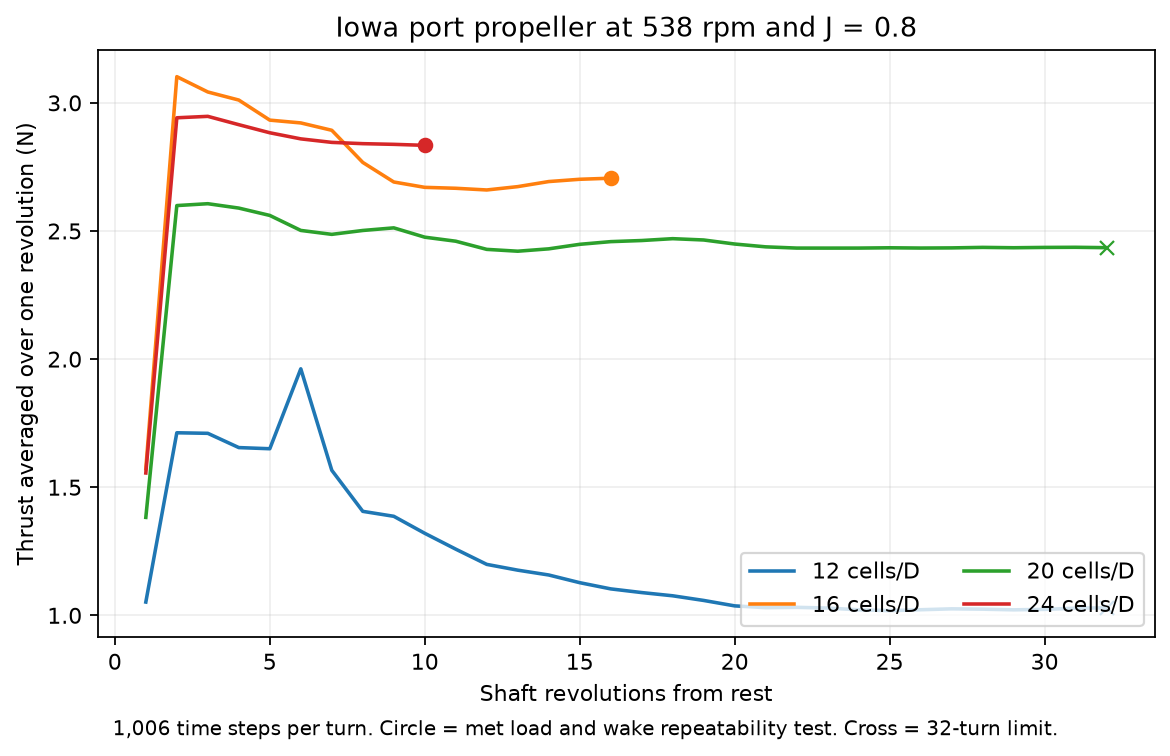 Iowa port propeller at 538 rpm and J = 0.8
Thrust averaged over one revolution (N)
3.0
2.5
2.0
1.5
1.0
12 cells/D
16 cells/D
20 cells/D
24 cells/D
0 5 10 15 20 25 30
Shaft revolutions from rest
1,006 time steps per turn. Circle = met load and wake repeatability test. Cross = 32-turn limit.